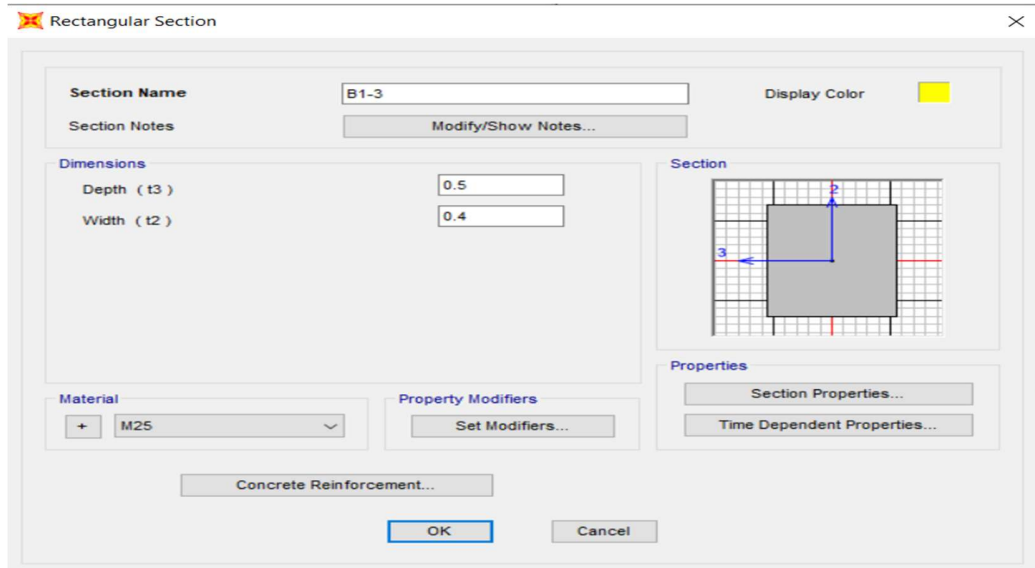 Rectangular Section
Section Name B1-3 Display Color
Section Notes Modify/Show Notes...
Dimensions
Depth ( t3 ) 0.5
Width ( t2 ) 0.4
Section
2
3
Properties
Section Properties...
Time Dependent Properties...
Material
+ M25
Property Modifiers
Set Modifiers...
Concrete Reinforcement...
OK Cancel